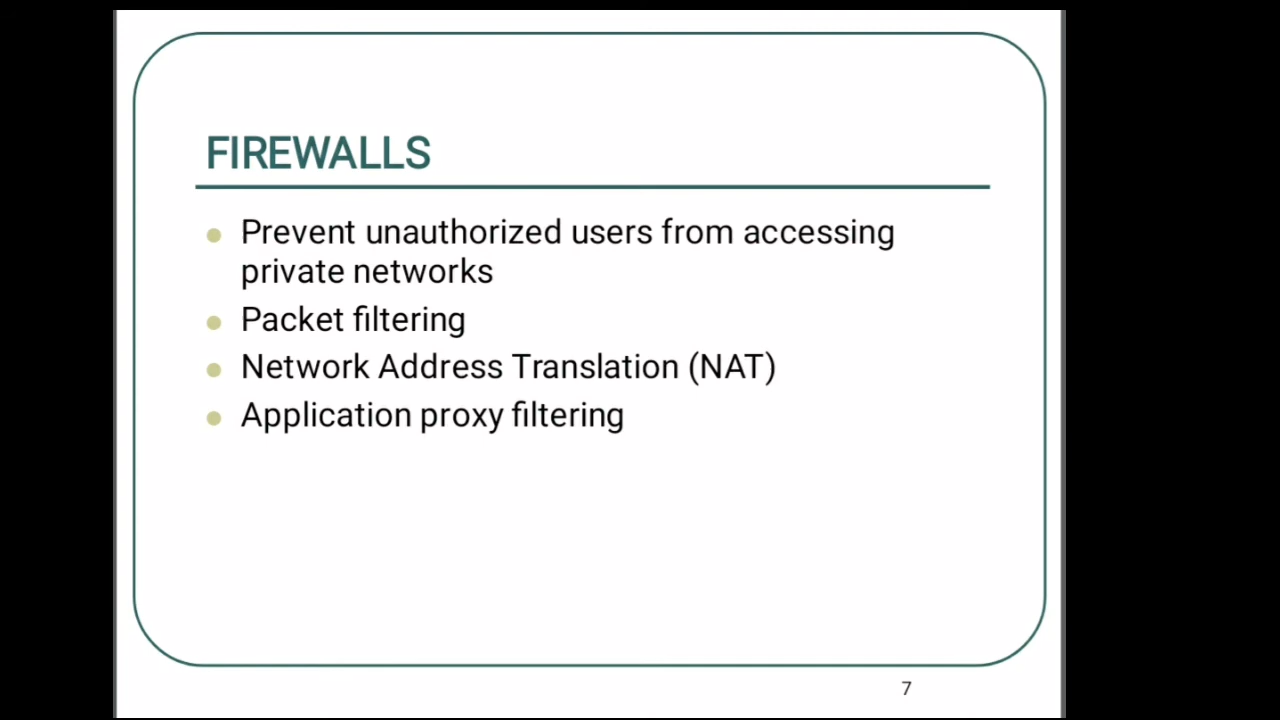 FIREWALLS
Prevent unauthorized users from accessing
private networks
Packet filtering
Network Address Translation (NAT)
Application proxy filtering
7